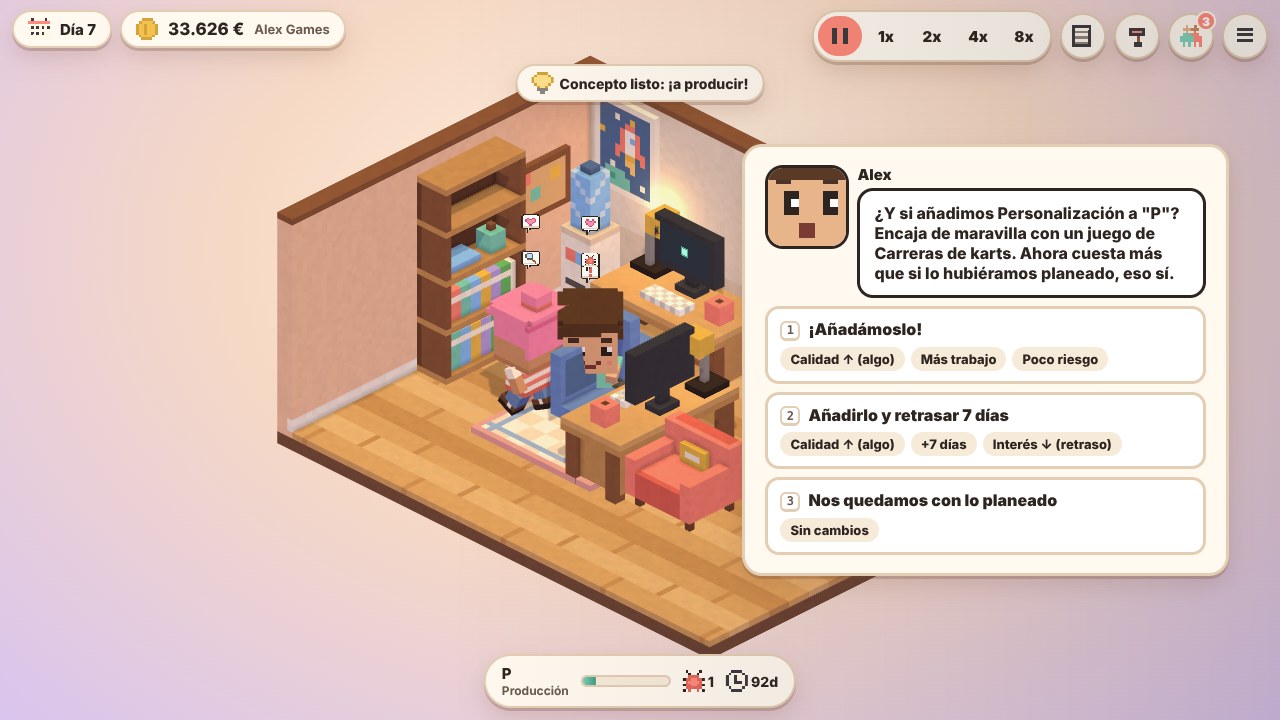 Día 7
33.626 €
Alex Games
1x
2x
4x
8x
3
Concepto listo: ¡a producir!
Alex
¿Y si añadimos Personalización a "P"?
Encaja de maravilla con un juego de
Carreras de karts. Ahora cuesta más
que si lo hubiéramos planeado, eso sí.
1 ¡Añadámoslo!
Calidad ↑ (algo)
Más trabajo
Poco riesgo
2 Añadirlo y retrasar 7 días
Calidad ↑ (algo)
+7 días
Interés ↓ (retraso)
3 Nos quedamos con lo planeado
Sin cambios
P
Producción
1
92d